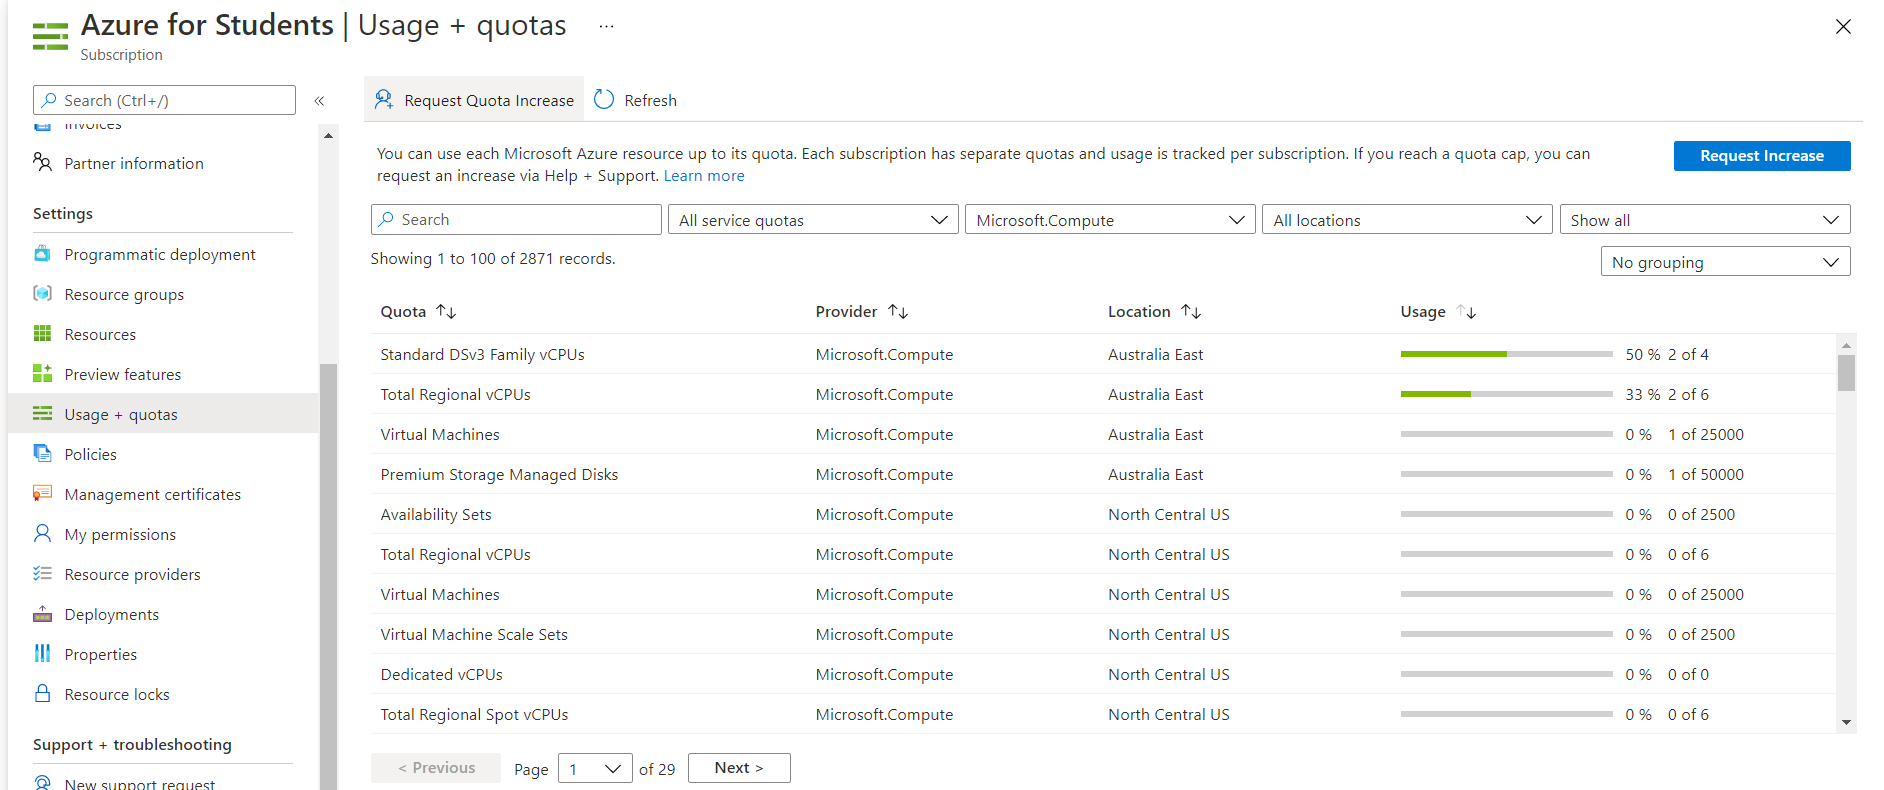 Azure for Students | Usage + quotas ...
Subscription
Search (Ctrl+/)
«
Invoices
Partner information
Settings
Programmatic deployment
Resource groups
Resources
Preview features
Usage + quotas
Policies
Management certificates
My permissions
Resource providers
Deployments
Properties
Resource locks
Support + troubleshooting
New support request
Request Quota Increase Refresh
You can use each Microsoft Azure resource up to its quota. Each subscription has separate quotas and usage is tracked per subscription. If you reach a quota cap, you can
request an increase via Help + Support. Learn more
Request Increase
Search All service quotas Microsoft.Compute All locations Show all
Showing 1 to 100 of 2871 records.
No grouping
Quota Provider Location Usage
Standard DSv3 Family vCPUs Microsoft.Compute Australia East 50 % 2 of 4
Total Regional vCPUs Microsoft.Compute Australia East 33 % 2 of 6
Virtual Machines Microsoft.Compute Australia East 0 % 1 of 25000
Premium Storage Managed Disks Microsoft.Compute Australia East 0 % 1 of 50000
Availability Sets Microsoft.Compute North Central US 0 % 0 of 2500
Total Regional vCPUs Microsoft.Compute North Central US 0 % 0 of 6
Virtual Machines Microsoft.Compute North Central US 0 % 0 of 25000
Virtual Machine Scale Sets Microsoft.Compute North Central US 0 % 0 of 2500
Dedicated vCPUs Microsoft.Compute North Central US 0 % 0 of 0
Total Regional Spot vCPUs Microsoft.Compute North Central US 0 % 0 of 6
< Previous Page 1 of 29 Next >